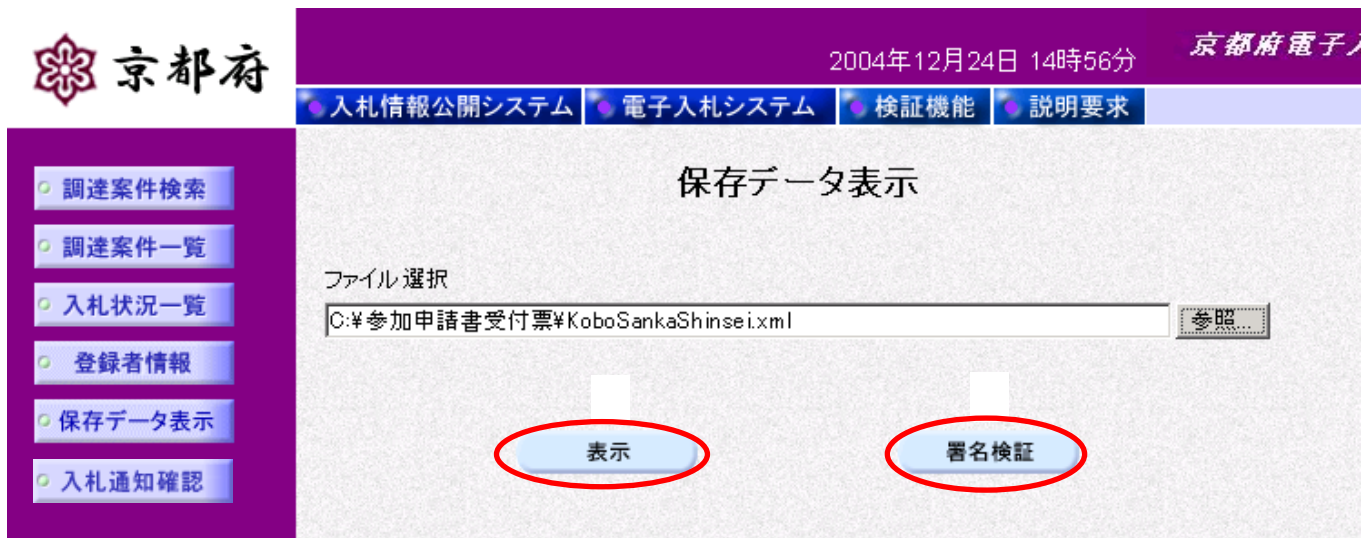 京都府
2004年12月24日 14時56分
京都府電子入
入札情報公開システム 電子入札システム 検証機能 説明要求
調達案件検索
調達案件一覧
入札状況一覧
登録者情報
保存データ表示
入札通知確認
保存データ表示
ファイル選択
C:¥参加申請書受付票¥KoboSankaShinsei.xml 参照...
表示 署名検証